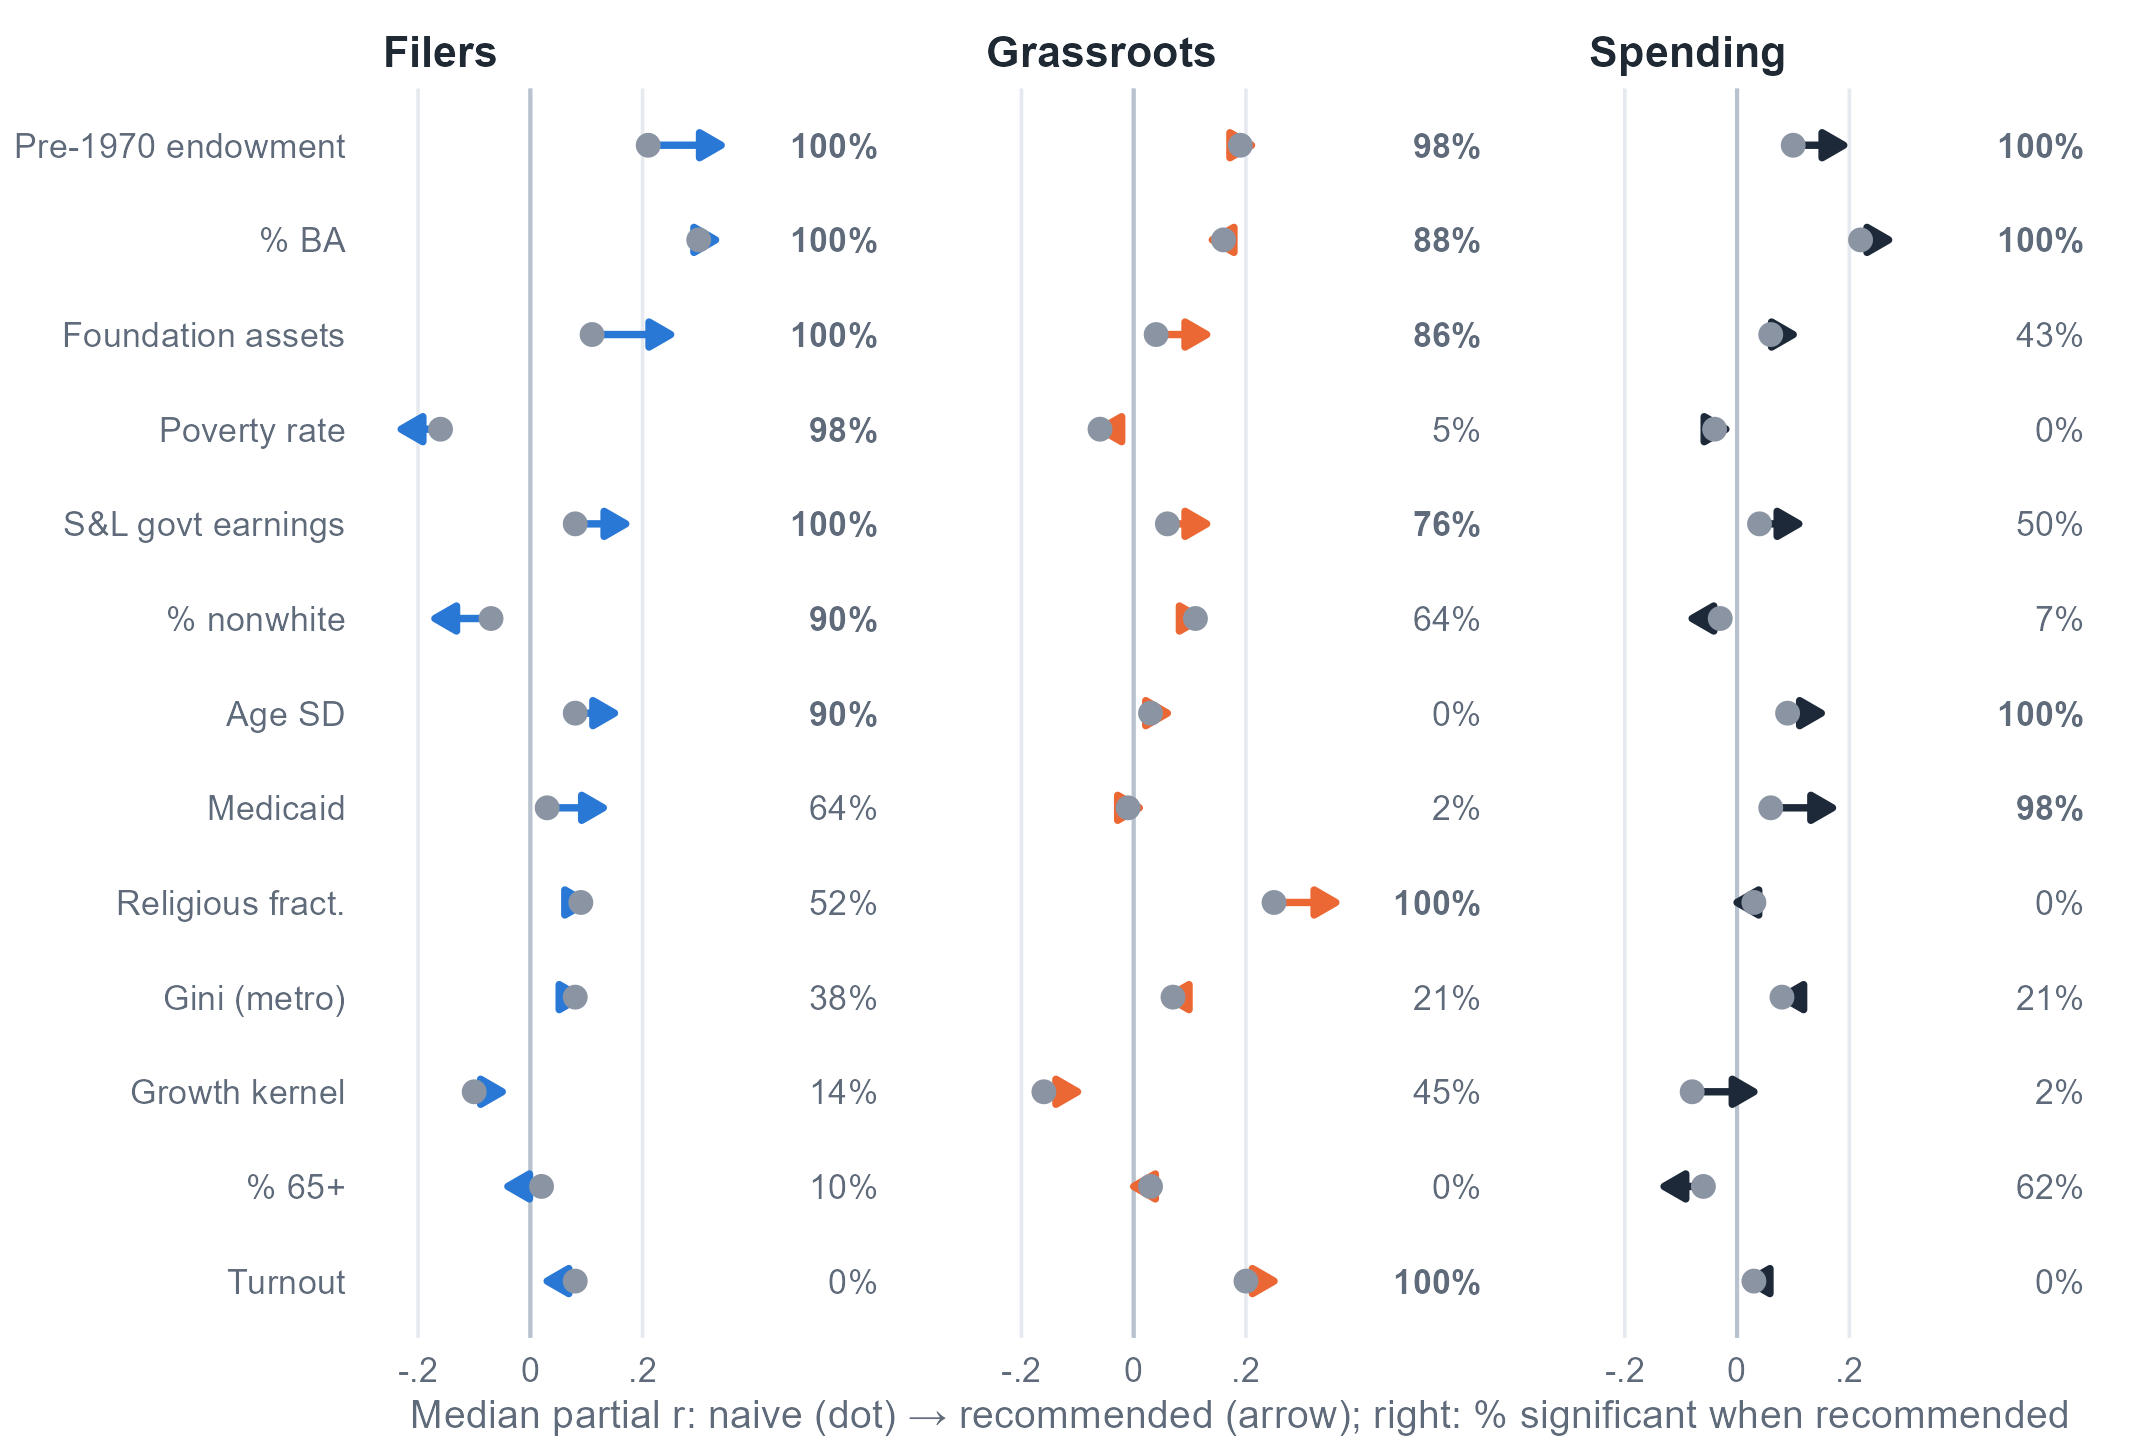 Filers Grassroots Spending
Pre-1970 endowment 100% 98% 100%
% BA 100% 88% 100%
Foundation assets 100% 86% 43%
Poverty rate 98% 5% 0%
S&L govt earnings 100% 76% 50%
% nonwhite 90% 64% 7%
Age SD 90% 0% 100%
Medicaid 64% 2% 98%
Religious fract. 52% 100% 0%
Gini (metro) 38% 21% 21%
Growth kernel 14% 45% 2%
% 65+ 10% 0% 62%
Turnout 0% 100% 0%
-.2 0 .2 -.2 0 .2 -.2 0 .2
Median partial r: naive (dot) → recommended (arrow); right: % significant when recommended